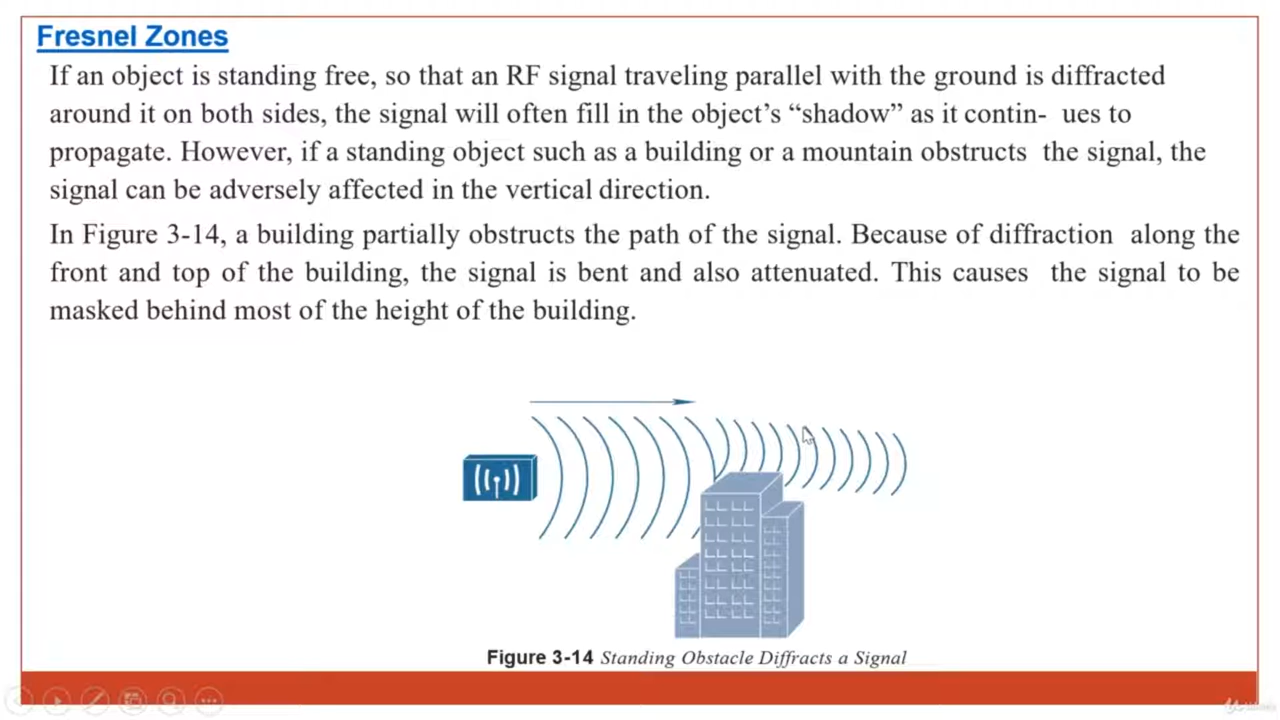 Fresnel Zones
If an object is standing free, so that an RF signal traveling parallel with the ground is diffracted
around it on both sides, the signal will often fill in the object’s “shadow” as it contin- ues to
propagate. However, if a standing object such as a building or a mountain obstructs the signal, the
signal can be adversely affected in the vertical direction.
In Figure 3-14, a building partially obstructs the path of the signal. Because of diffraction along the
front and top of the building, the signal is bent and also attenuated. This causes the signal to be
masked behind most of the height of the building.
Figure 3-14 Standing Obstacle Diffracts a Signal